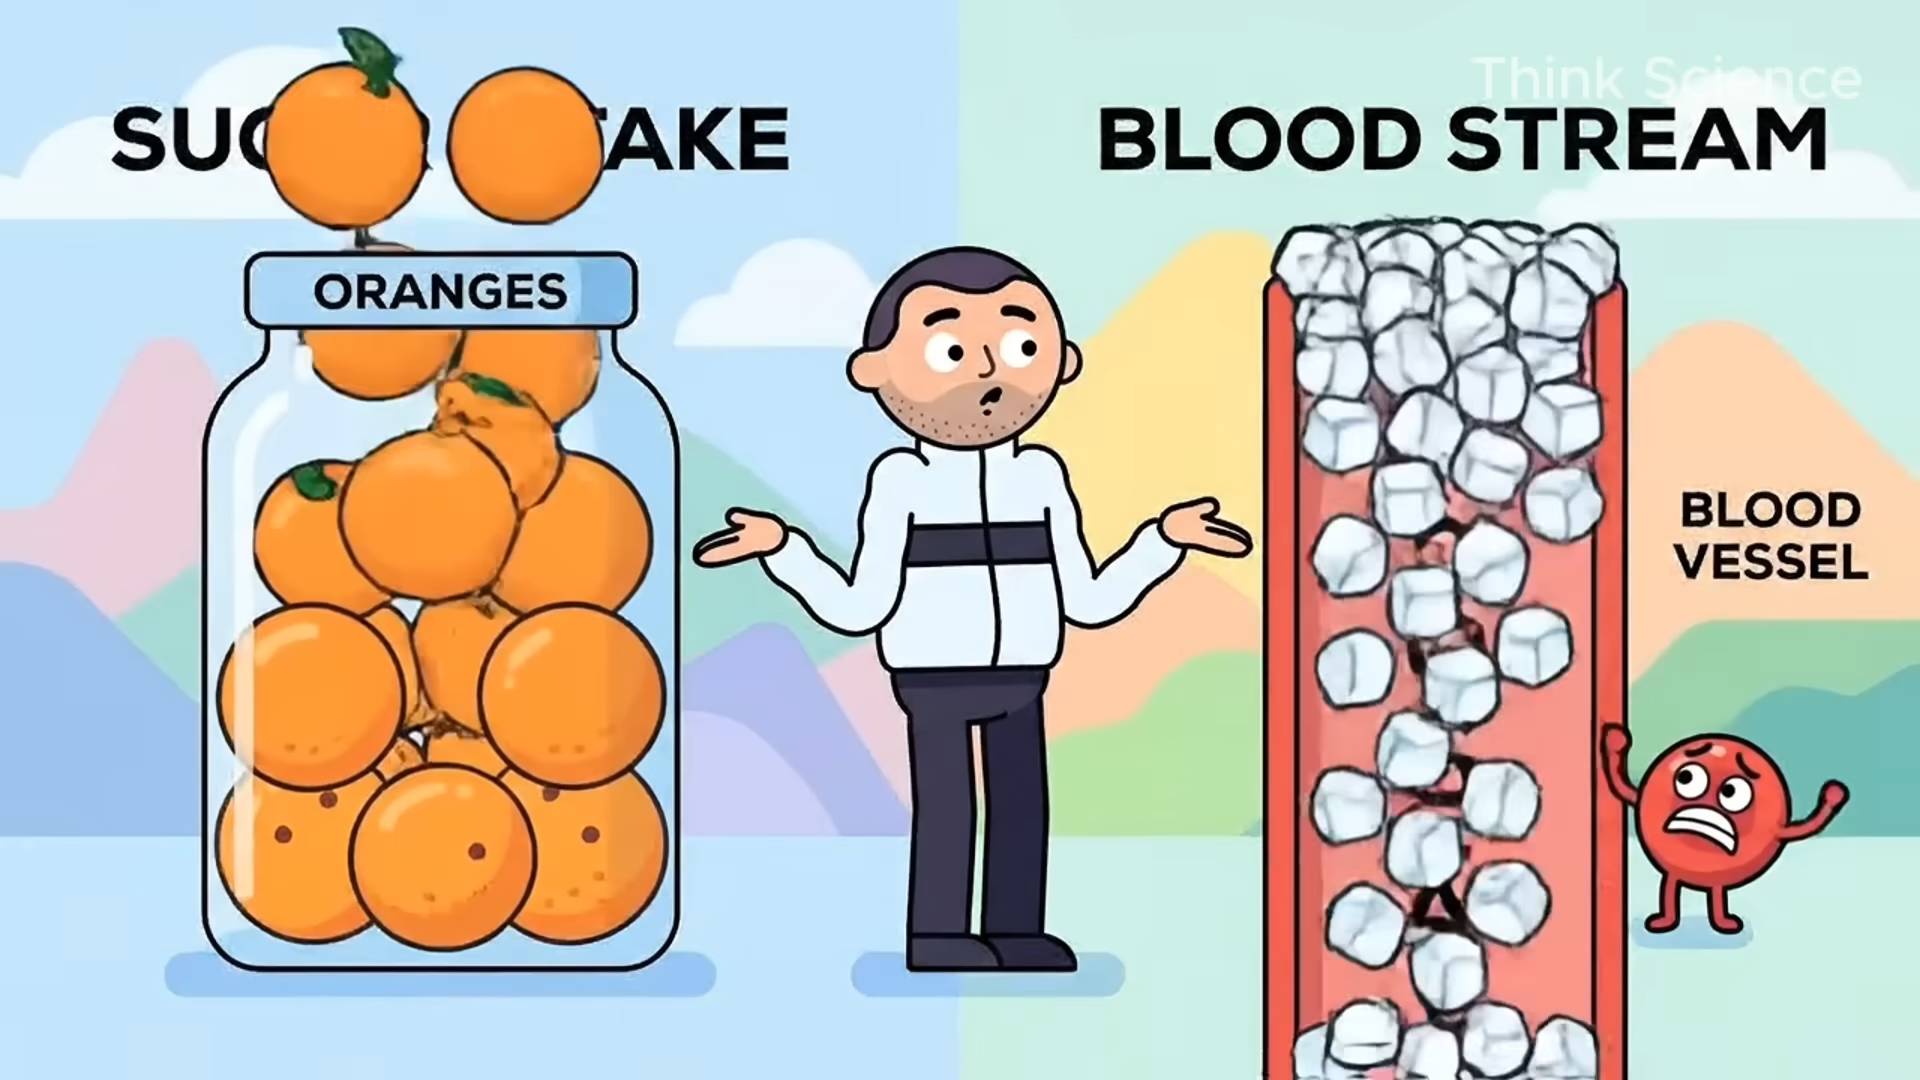 Think Science
BLOOD STREAM
ORANGES
BLOOD
VESSEL